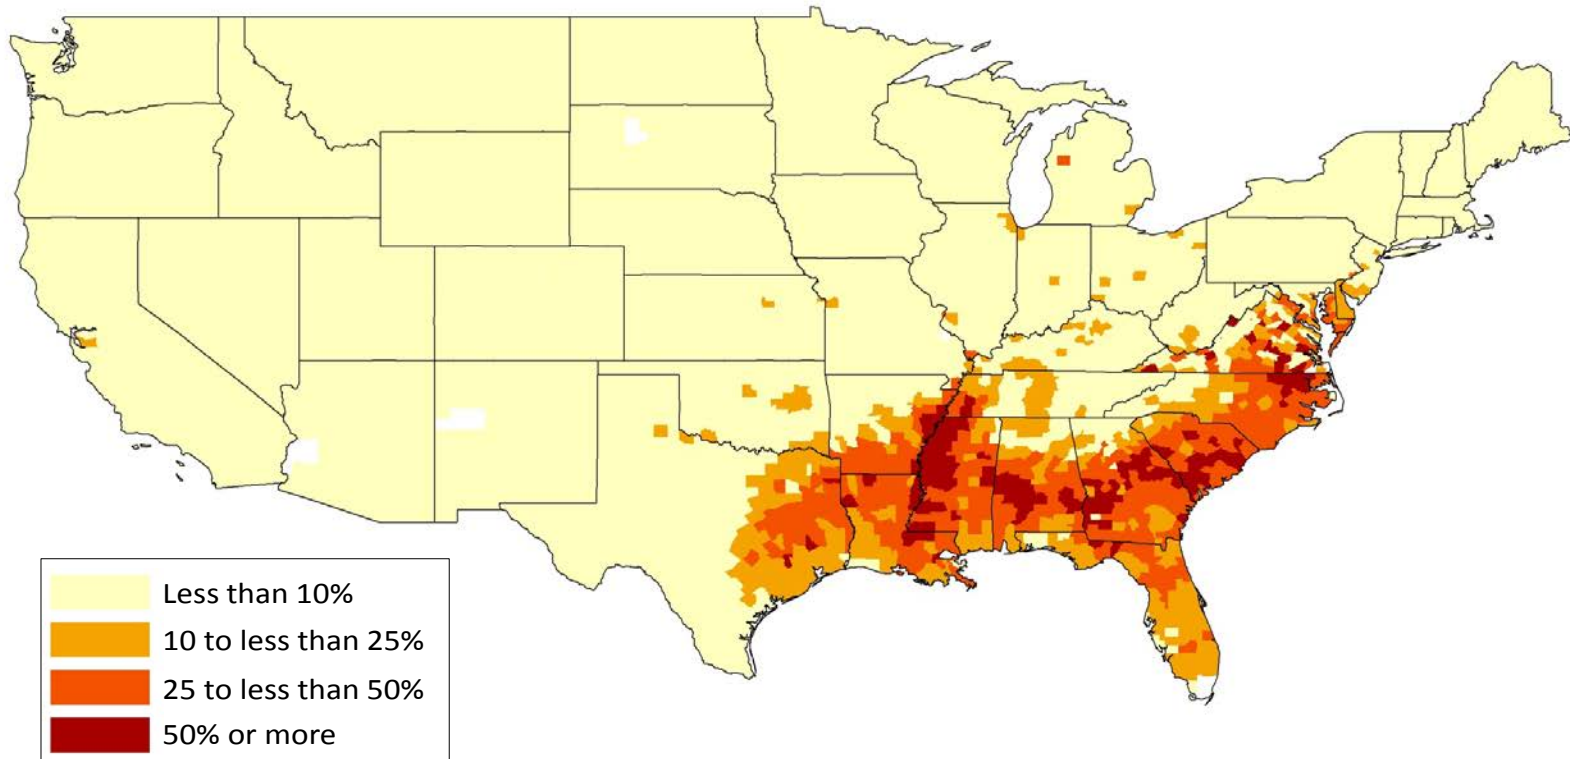 Less than 10%
10 to less than 25%
25 to less than 50%
50% or more